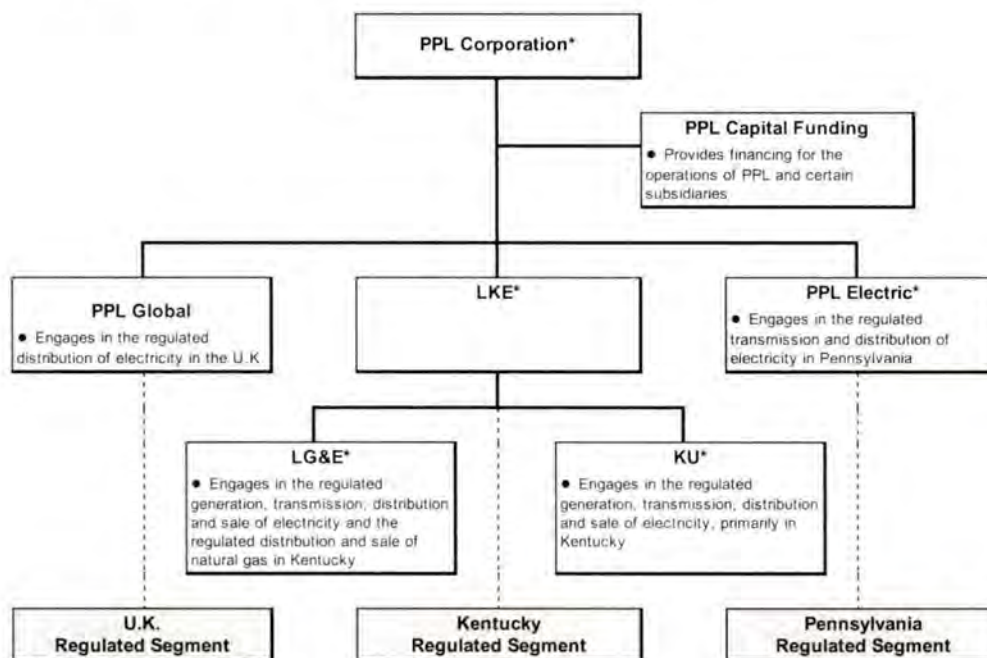 PPL Corporation*
PPL Capital Funding
● Provides financing for the
operations of PPL and certain
subsidiaries
PPL Global
● Engages in the regulated
distribution of electricity in the U.K.
LKE*
PPL Electric*
● Engages in the regulated
transmission and distribution of
electricity in Pennsylvania
LG&E*
● Engages in the regulated
generation, transmission, distribution
and sale of electricity and the
regulated distribution and sale of
natural gas in Kentucky
KU*
● Engages in the regulated
generation, transmission, distribution
and sale of electricity, primarily in
Kentucky
U.K.
Regulated Segment
Kentucky
Regulated Segment
Pennsylvania
Regulated Segment